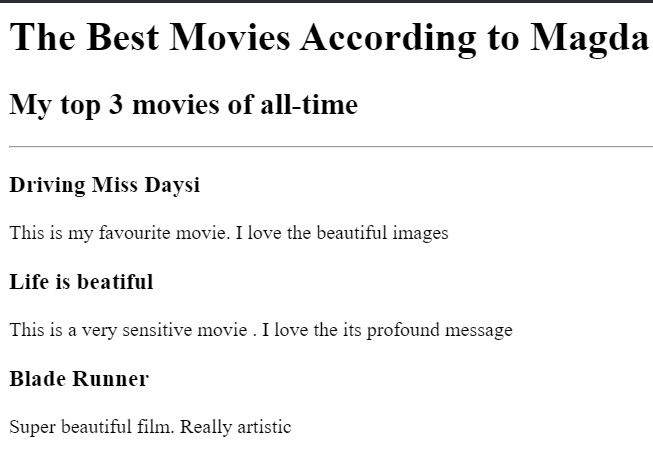 The Best Movies According to Magda
My top 3 movies of all-time
Driving Miss Daysi
This is my favourite movie. I love the beautiful images
Life is beatiful
This is a very sensitive movie . I love the its profound message
Blade Runner
Super beautiful film. Really artistic